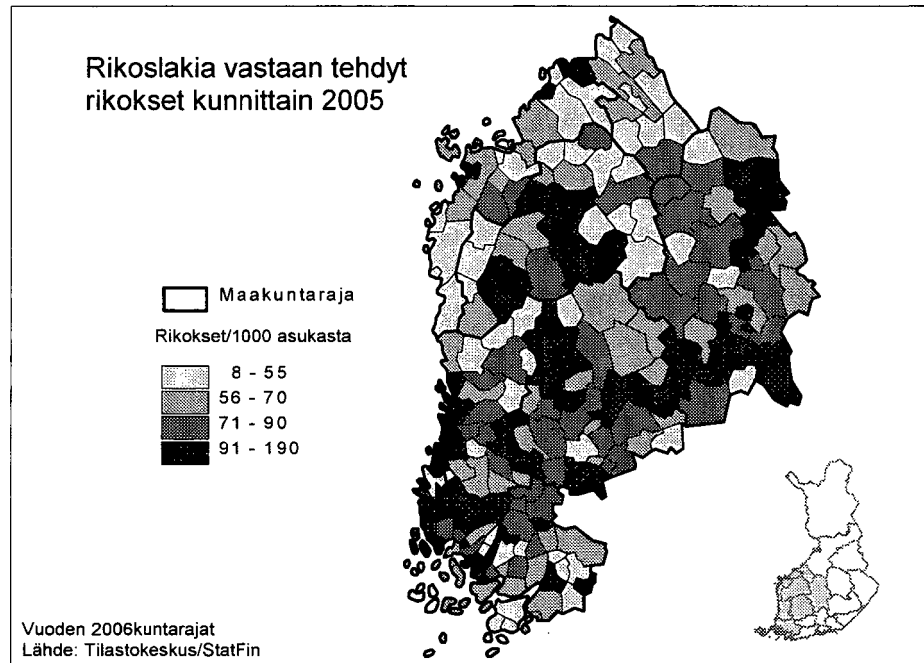 Rikoslakia vastaan tehdyt
rikokset kunnittain 2005
Maakuntaraja
Rikokset/1000 asukasta
8 - 55
56 - 70
71 - 90
91 - 190
Vuoden 2006kuntarajat
Lähde: Tilastokeskus/StatFin